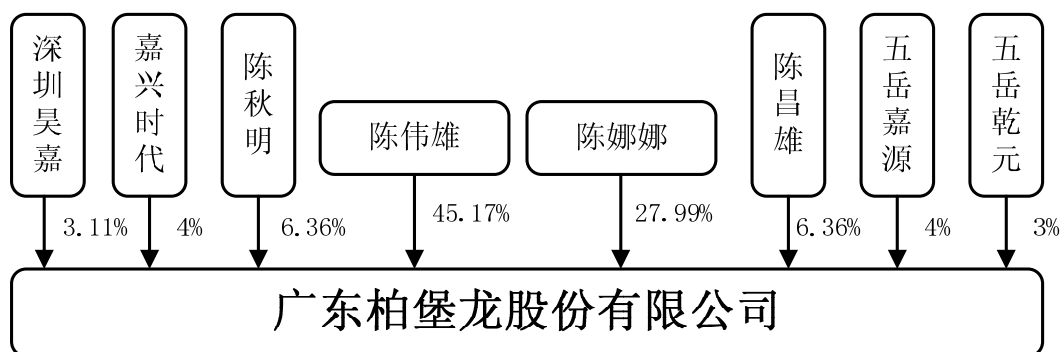 深圳昊嘉
嘉兴时代
陈秋明
陈伟雄
陈娜娜
陈昌雄
五岳嘉源
五岳乾元
3.11%
4%
6.36%
45.17%
27.99%
6.36%
4%
3%
广东柏堡龙股份有限公司